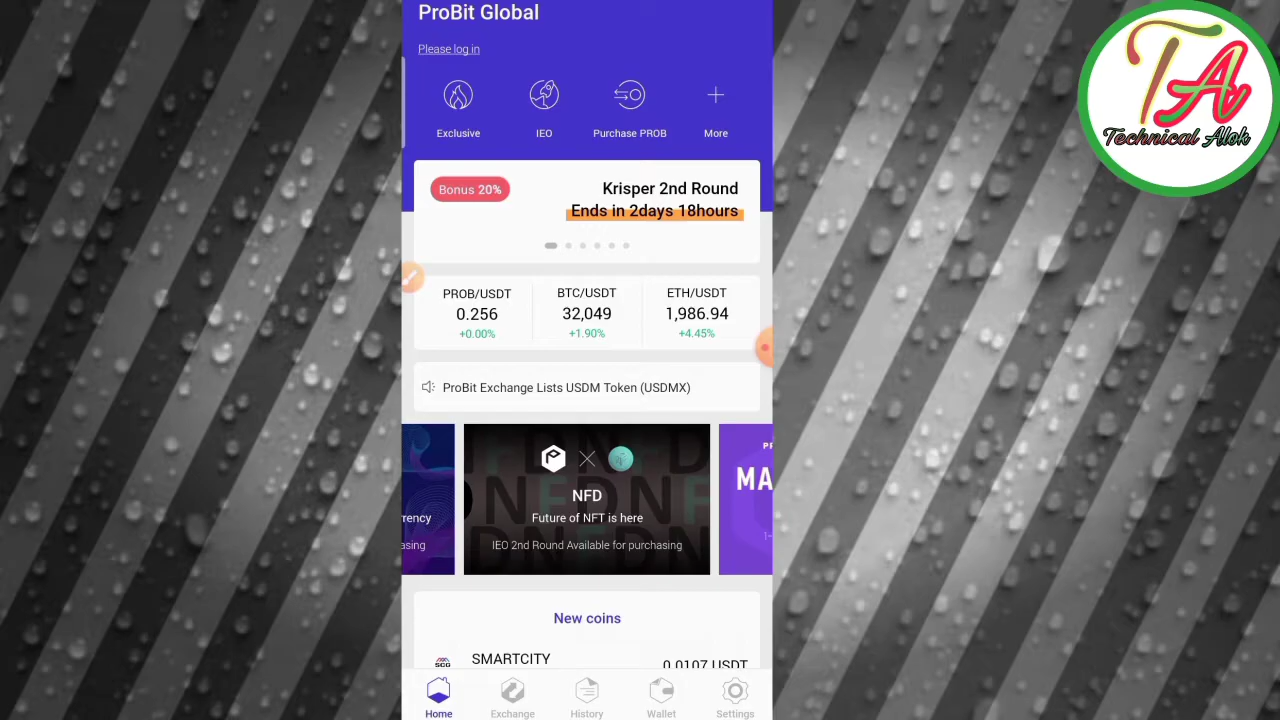 ProBit Global
Please log in
Exclusive
IEO
Purchase PROB
More
Bonus 20%
Krisper 2nd Round
Ends in 2days 18hours
PROB/USDT
BTC/USDT
ETH/USDT
0.256
32,049
1,986.94
+0.00%
+1.90%
+4.45%
ProBit Exchange Lists USDM Token (USDMX)
rrency
asing
NFD
Future of NFT is here
IEO 2nd Round Available for purchasing
MA
New coins
SMARTCITY
0.0107 USDT
SCG
Home
Exchange
History
Wallet
Settings
TA
Technical Alok